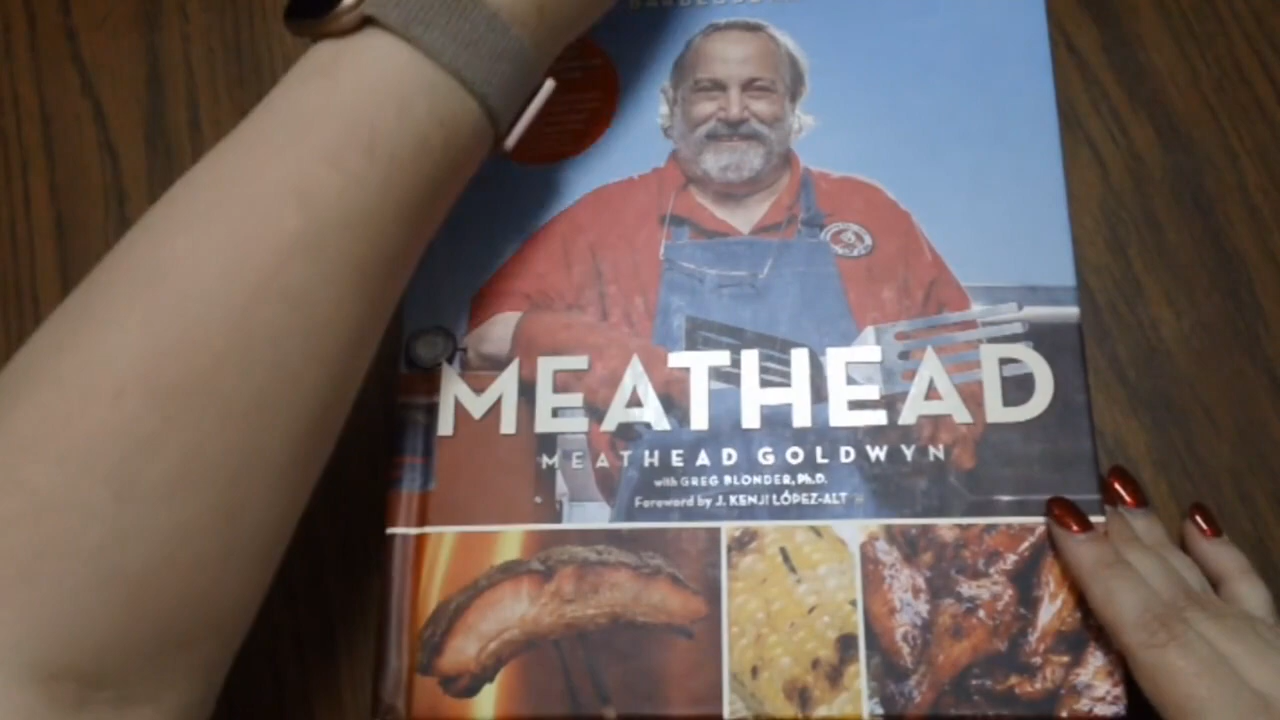 MEATHEAD
MEATHEAD GOLDWYN
with GREG BLONDER, Ph.D.
Foreword by J. KENJI LÓPEZ-ALT